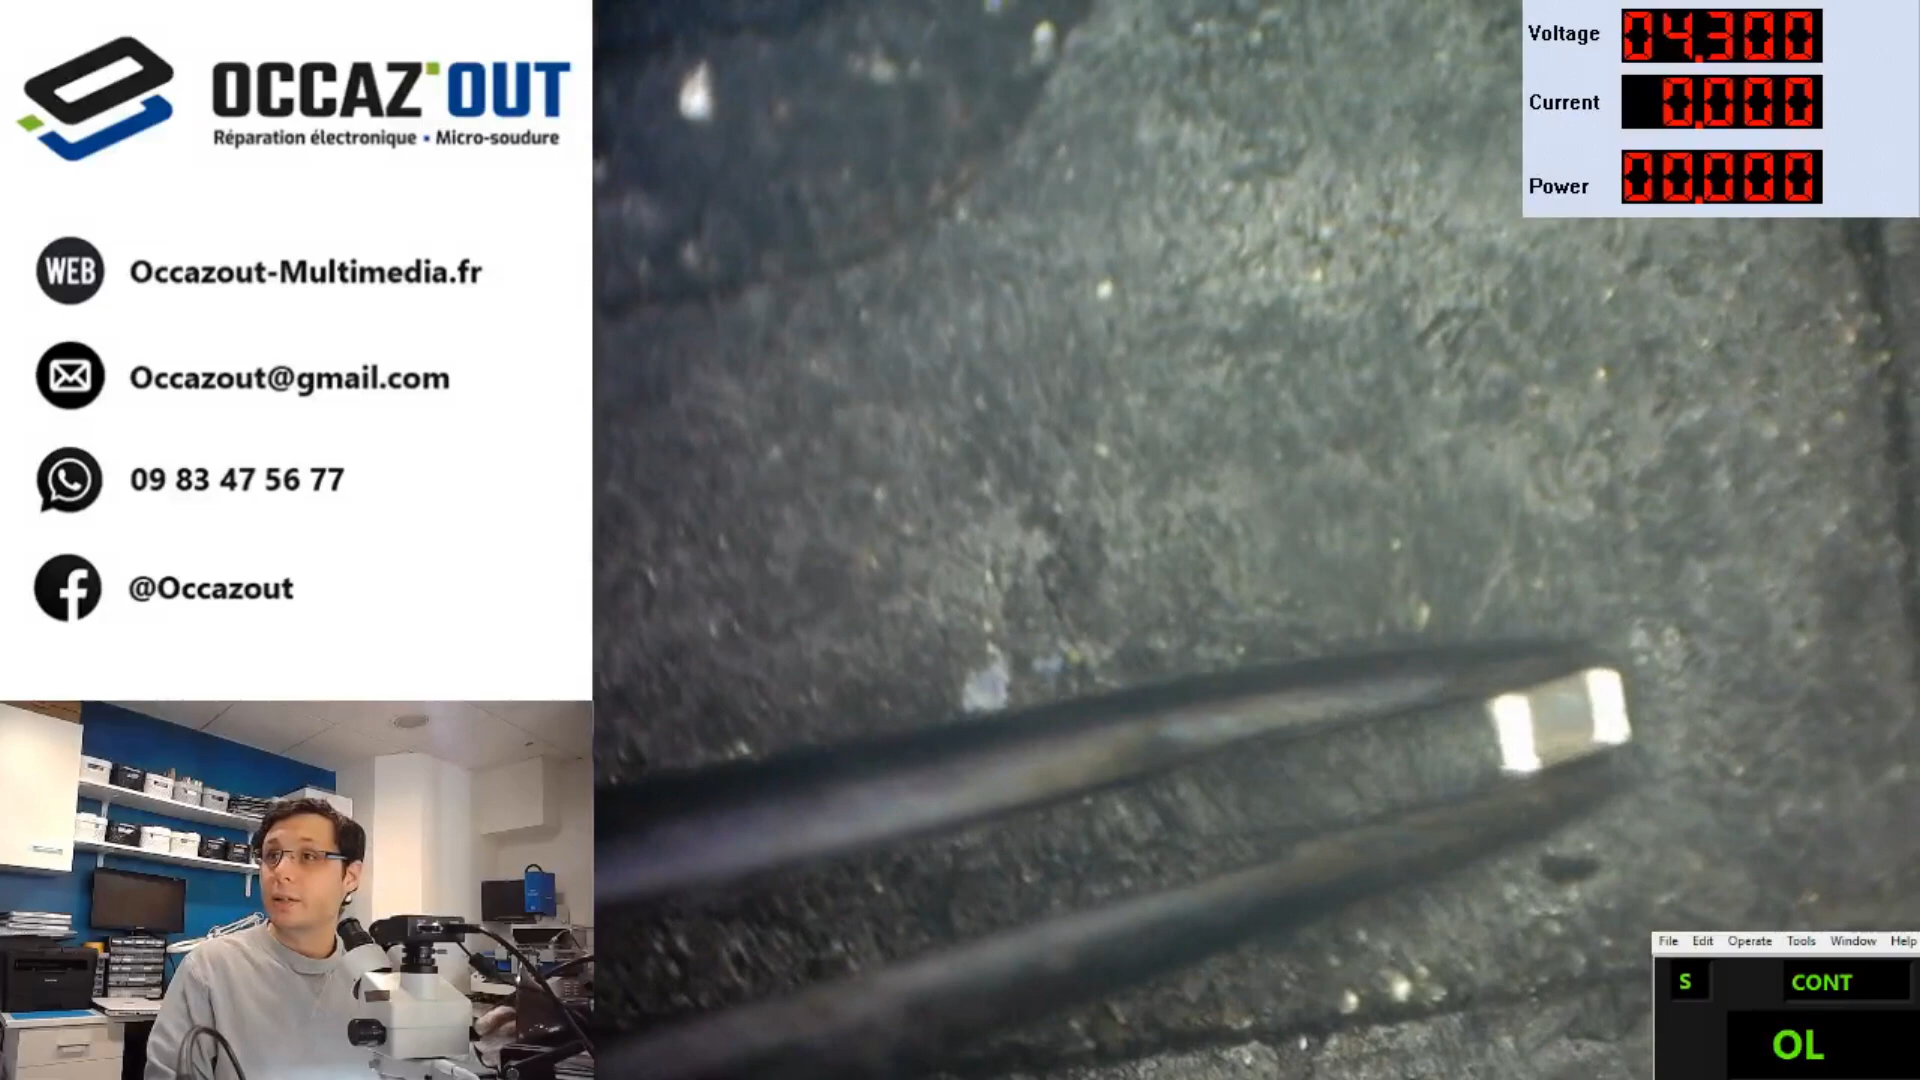 OCCAZ'OUT
Réparation électronique • Micro-soudure
WEB
Occazout-Multimedia.fr
Occazout@gmail.com
09 83 47 56 77
@Occazout
Voltage 04.300
Current 0.000
Power 00.000
File Edit Operate Tools Window Help
S CONT
OL